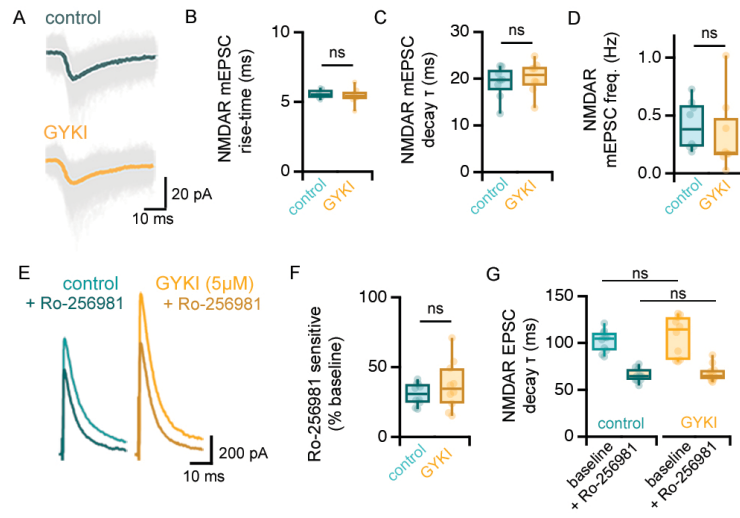 A
control
GYKI
20 pA
10 ms
B
NMDAR mEPSC
rise-time (ms)
10
5
0
ns
control
GYKI
C
NMDAR mEPSC
decay τ (ms)
30
20
10
0
ns
control
GYKI
D
NMDAR
mEPSC freq. (Hz)
1.0
0.5
0.0
ns
control
GYKI
E
control
+ Ro-256981
GYKI (5µM)
+ Ro-256981
200 pA
10 ms
F
Ro-256981 sensitive
(% baseline)
100
50
0
ns
control
GYKI
G
NMDAR EPSC
decay τ (ms)
150
100
50
0
ns
ns
control
GYKI
baseline
+ Ro-256981
baseline
+ Ro-256981